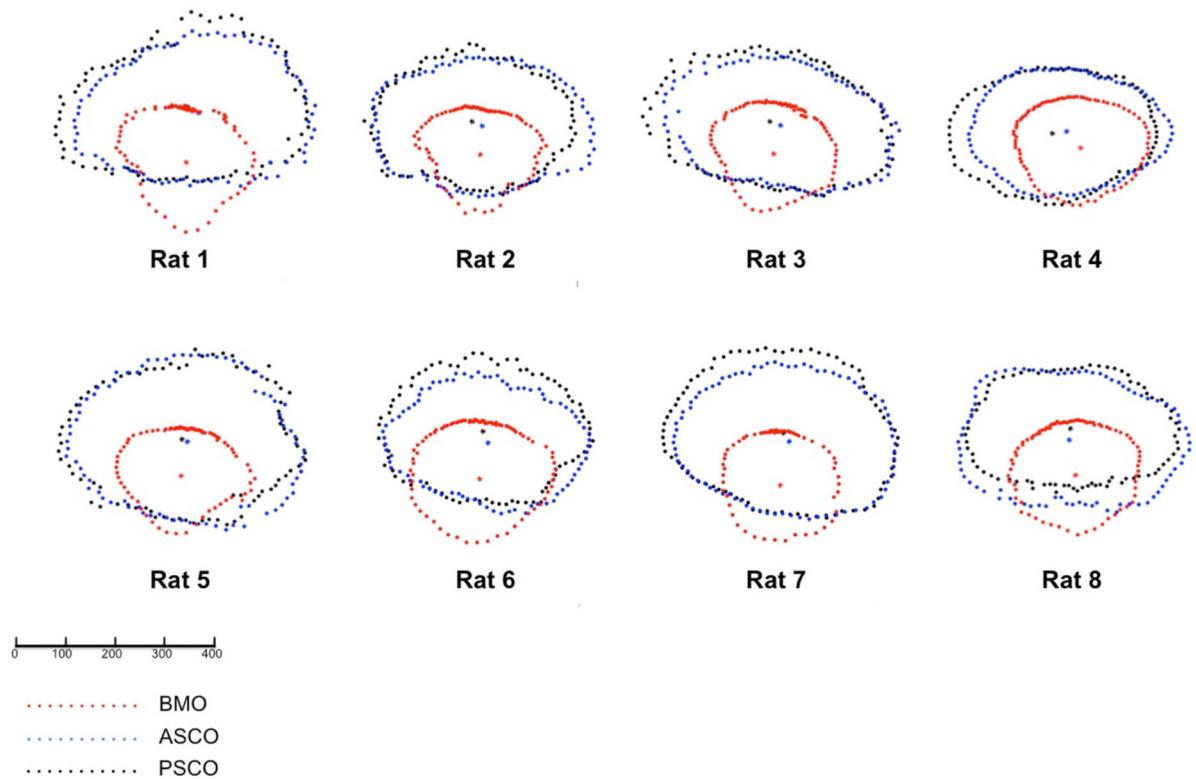 Rat 1 Rat 2 Rat 3 Rat 4
Rat 5 Rat 6 Rat 7 Rat 8
0 100 200 300 400
BMO
ASCO
PSCO